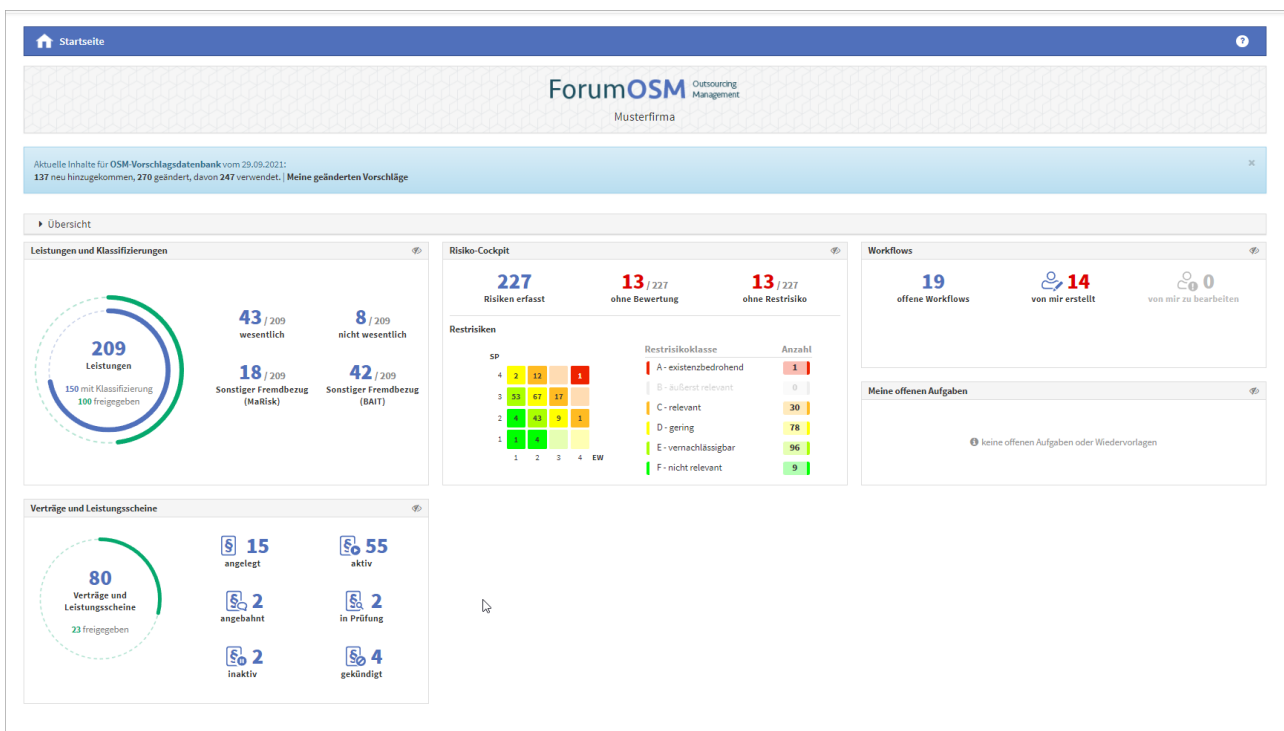 Startseite
?
ForumOSM Outsourcing Management
Musterfirma
Aktuelle Inhalte für OSM-Vorschlagsdatenbank vom 29.09.2021:
137 neu hinzugekommen, 270 geändert, davon 247 verwendet. | Meine geänderten Vorschläge
×
Übersicht
Leistungen und Klassifizierungen
209
Leistungen
150 mit Klassifizierung
100 freigegeben
43 / 209
wesentlich
8 / 209
nicht wesentlich
18 / 209
Sonstiger Fremdbezug
(MaRisk)
42 / 209
Sonstiger Fremdbezug
(BAIT)
Risiko-Cockpit
227
Risiken erfasst
13 / 227
ohne Bewertung
13 / 227
ohne Restrisiko
Restrisiken
SP
4 2 12 1
3 53 67 17
2 4 43 9 1
1 1 4
1 2 3 4 EW
Restrisikoklasse Anzahl
A - existenzbedrohend 1
B - äußerst relevant 0
C - relevant 30
D - gering 78
E - vernachlässigbar 96
F - nicht relevant 9
Workflows
19
offene Workflows
14
von mir erstellt
0
von mir zu bearbeiten
Meine offenen Aufgaben
keine offenen Aufgaben oder Wiedervorlagen
Verträge und Leistungsscheine
80
Verträge und
Leistungsscheine
23 freigegeben
§ 15
angelegt
§ 55
aktiv
§ 2
angebahnt
§ 2
in Prüfung
§ 2
inaktiv
§ 4
gekündigt